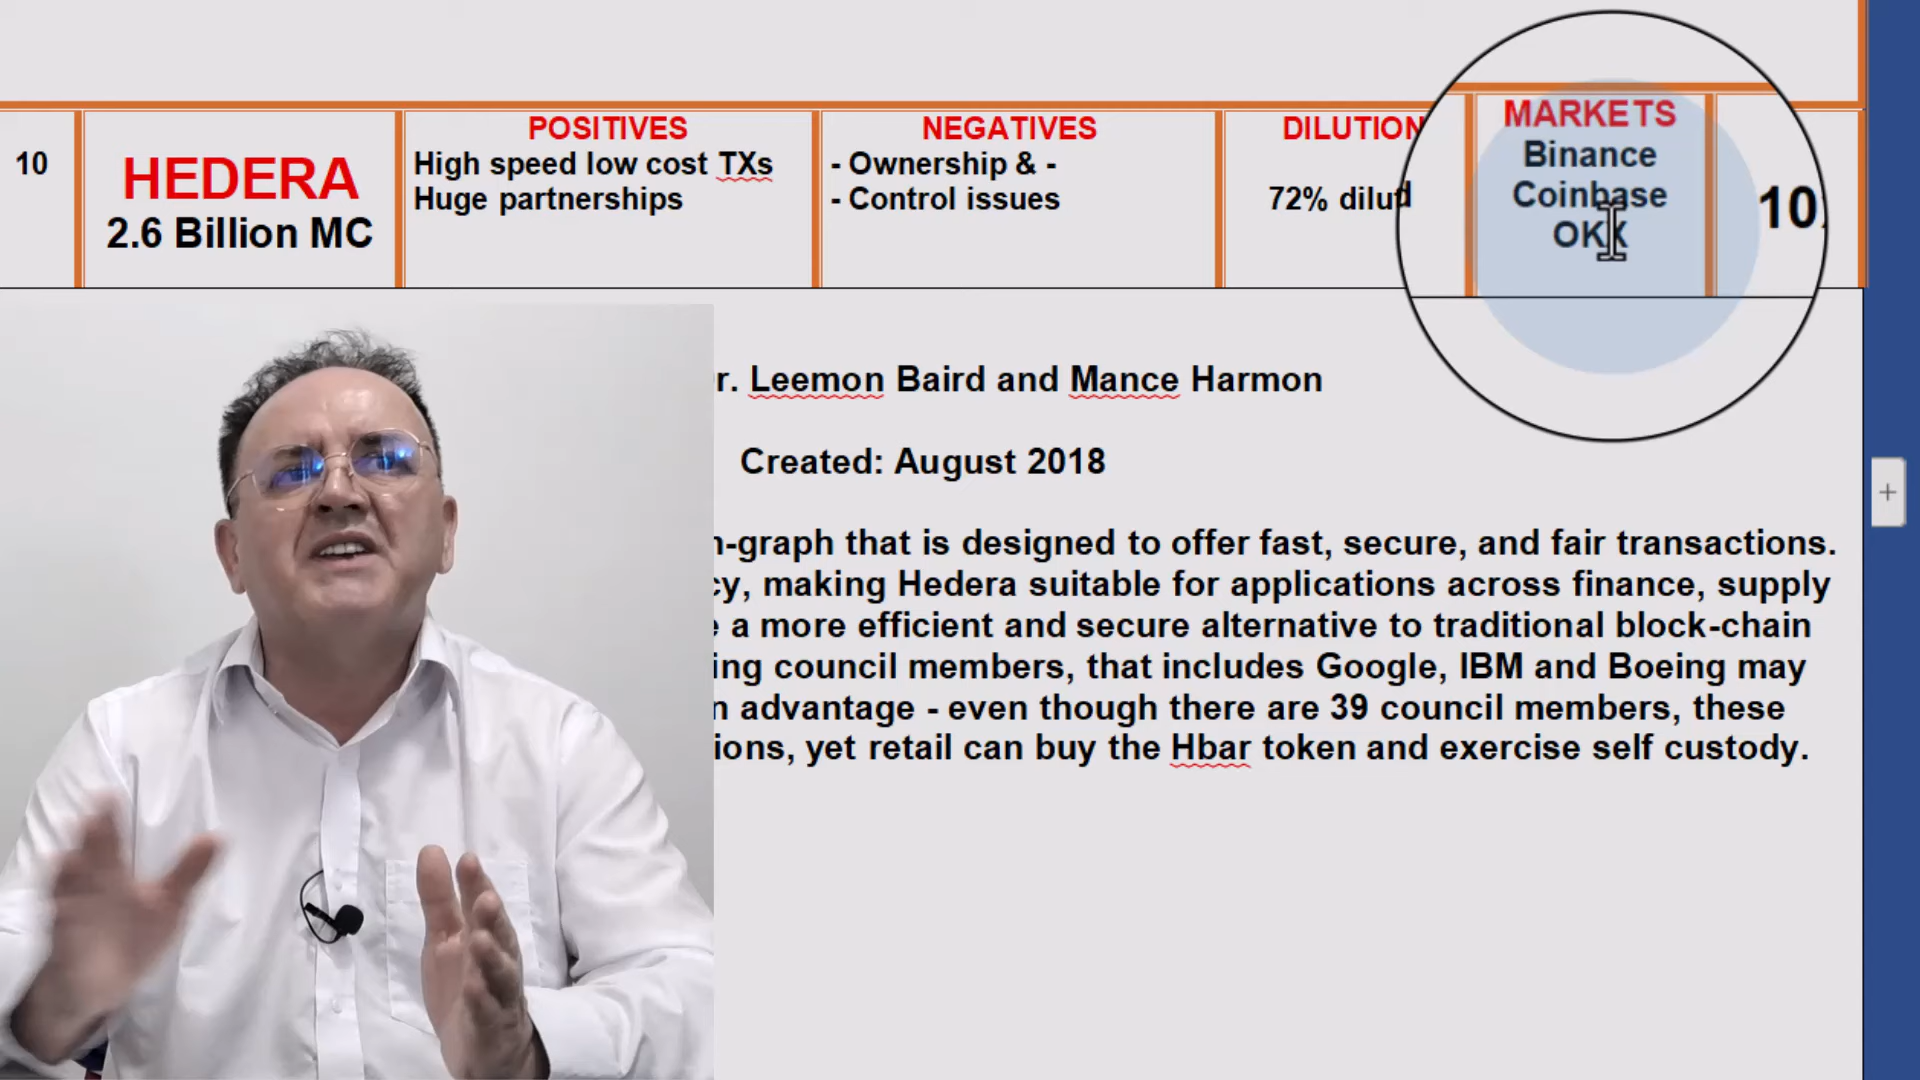 10
HEDERA
2.6 Billion MC
POSITIVES
High speed low cost TXs
Huge partnerships
NEGATIVES
- Ownership & -
- Control issues
DILUTION
72%
MARKETS
Binance
Coinbase
OKX
10
Leemon Baird and Mance Harmon
Created: August 2018
-graph that is designed to offer fast, secure, and fair transactions.
making Hedera suitable for applications across finance, supply
a more efficient and secure alternative to traditional block-chain
council members, that includes Google, IBM and Boeing may
advantage - even though there are 39 council members, these
yet retail can buy the Hbar token and exercise self custody.